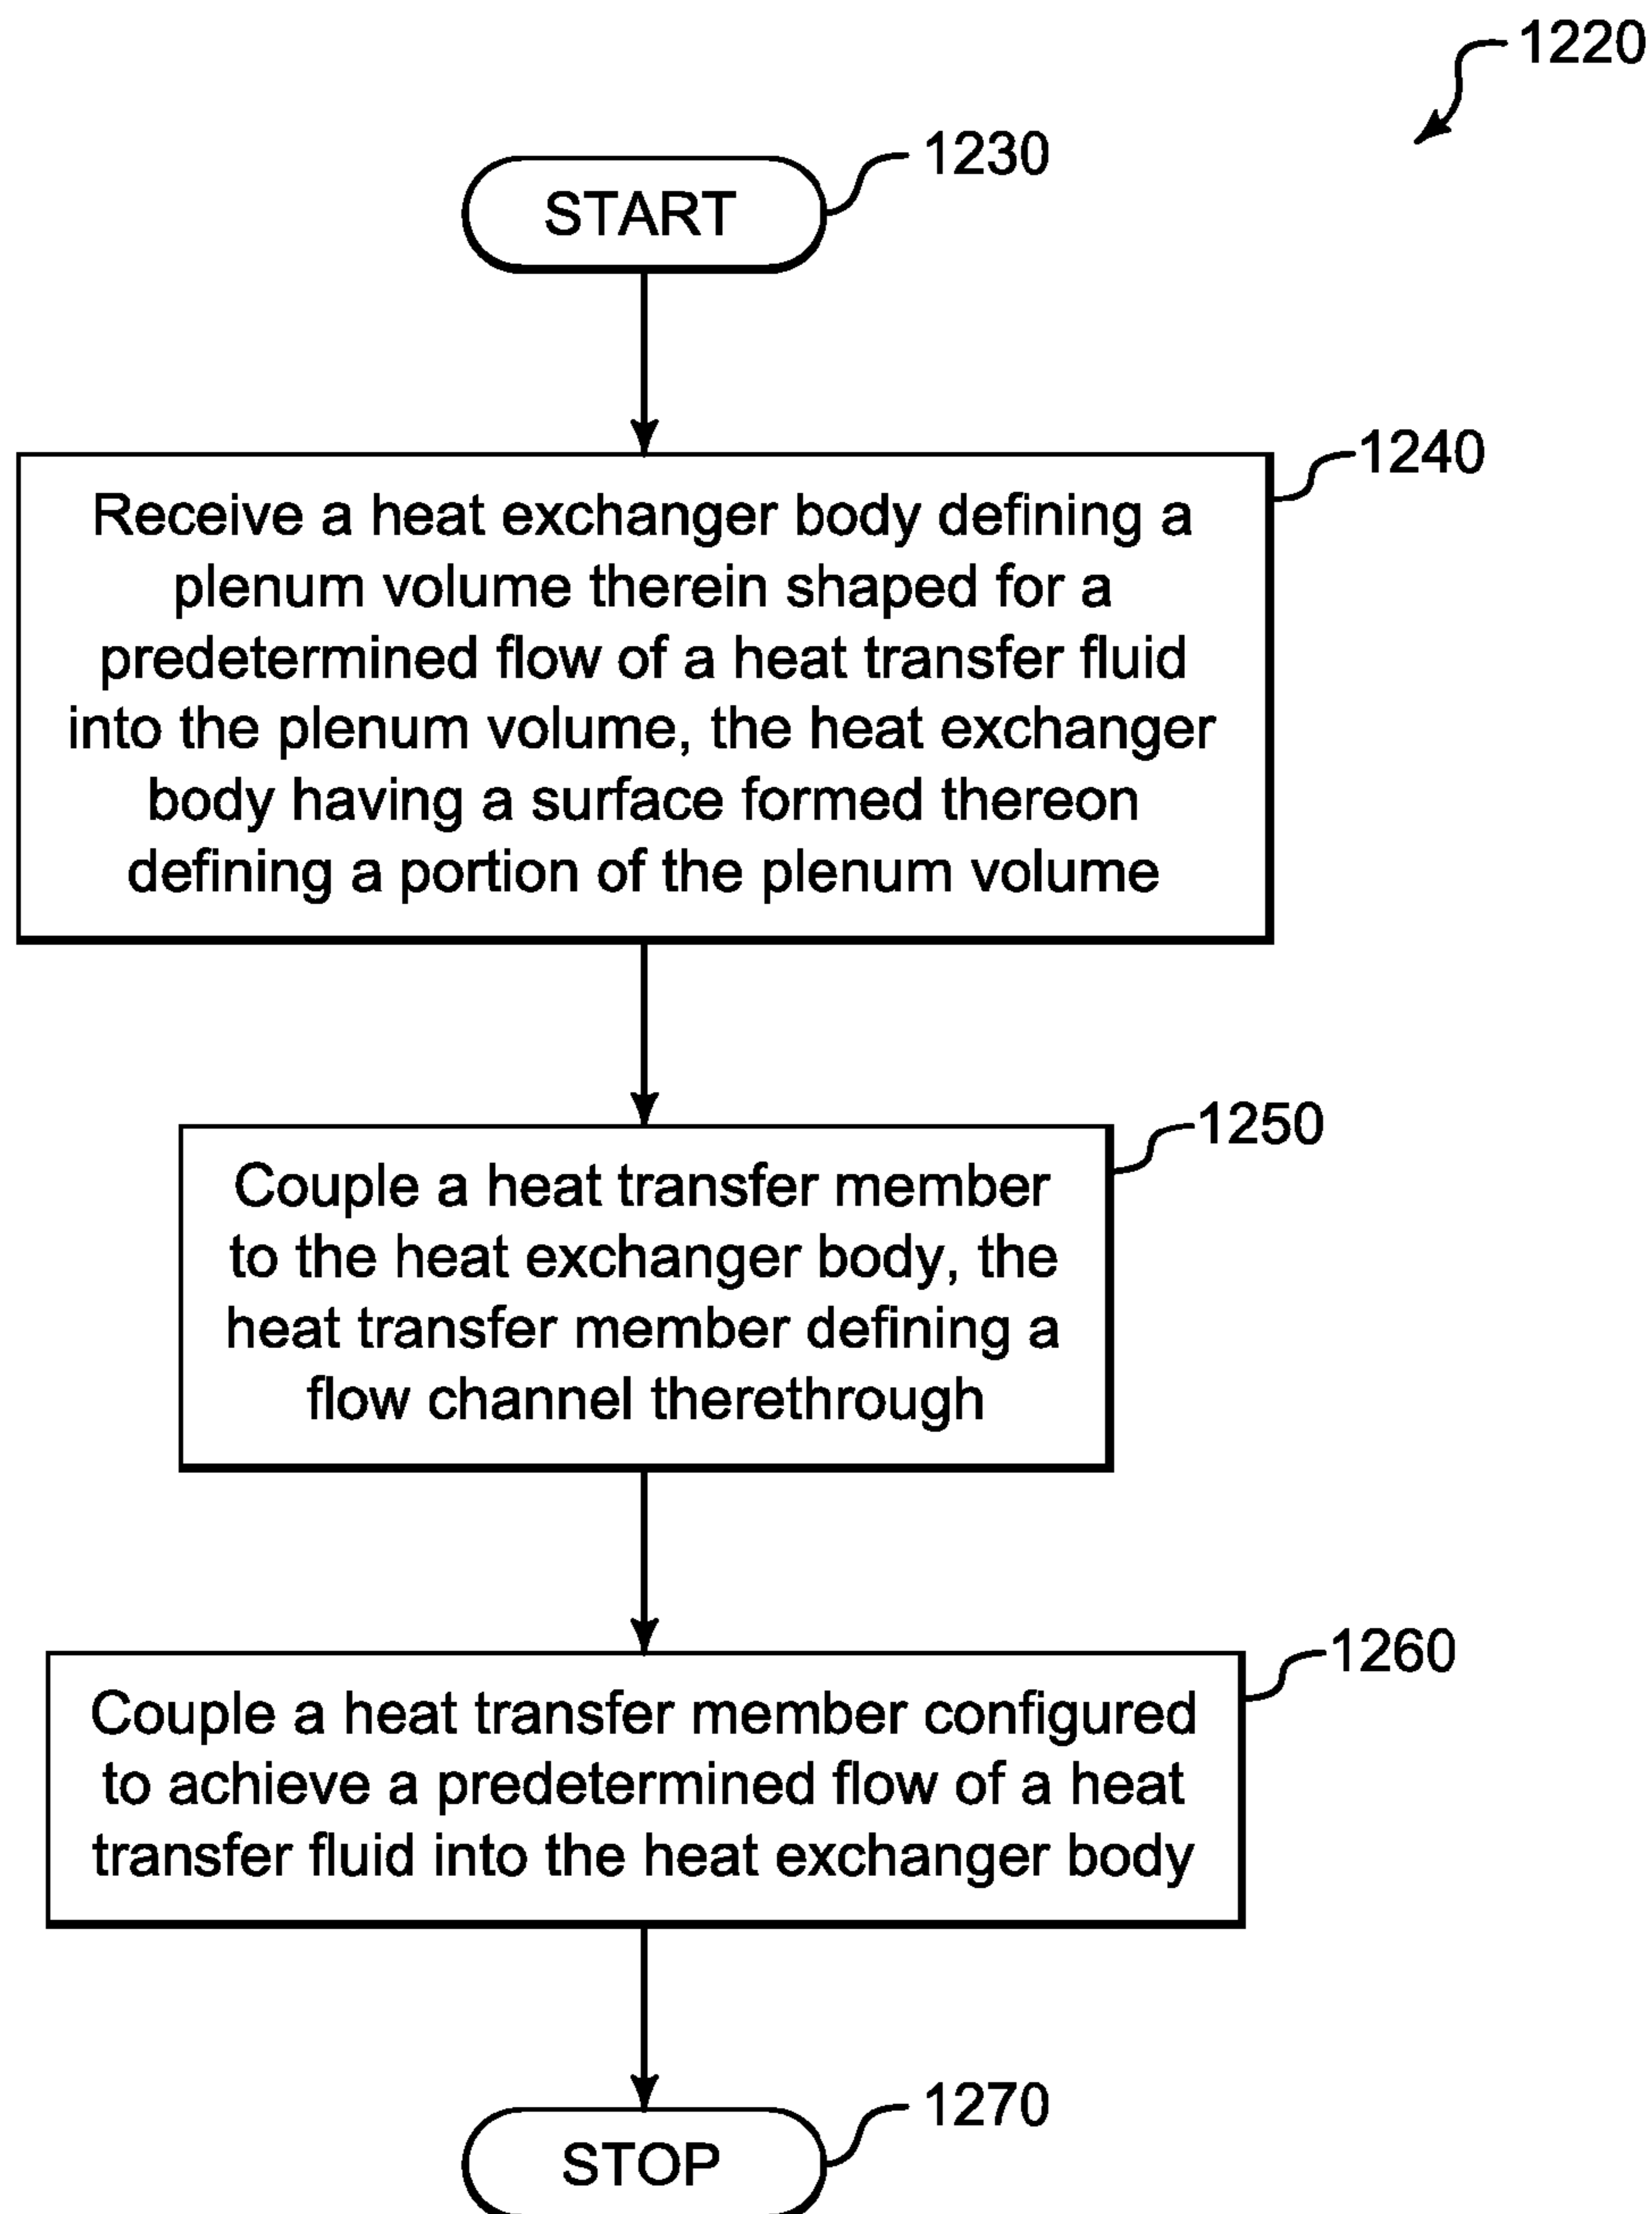 1220
START
1230
1240
Receive a heat exchanger body defining a
plenum volume therein shaped for a
predetermined flow of a heat transfer fluid
into the plenum volume, the heat exchanger
body having a surface formed thereon
defining a portion of the plenum volume
1250
Couple a heat transfer member
to the heat exchanger body, the
heat transfer member defining a
flow channel therethrough
1260
Couple a heat transfer member configured
to achieve a predetermined flow of a heat
transfer fluid into the heat exchanger body
1270
STOP